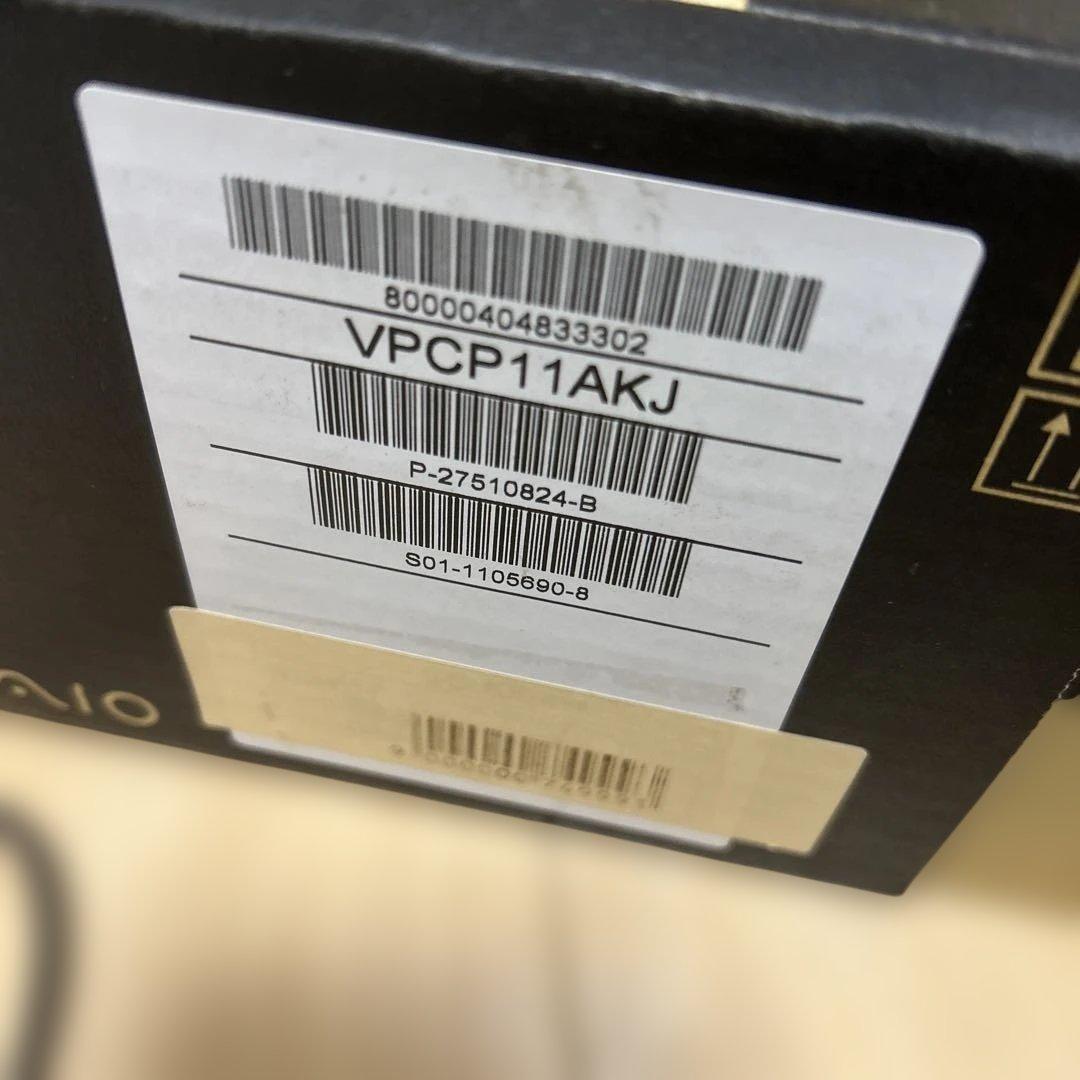 80000404833302
VPCP11AKJ
P-27510824-B
S01-1105690-8